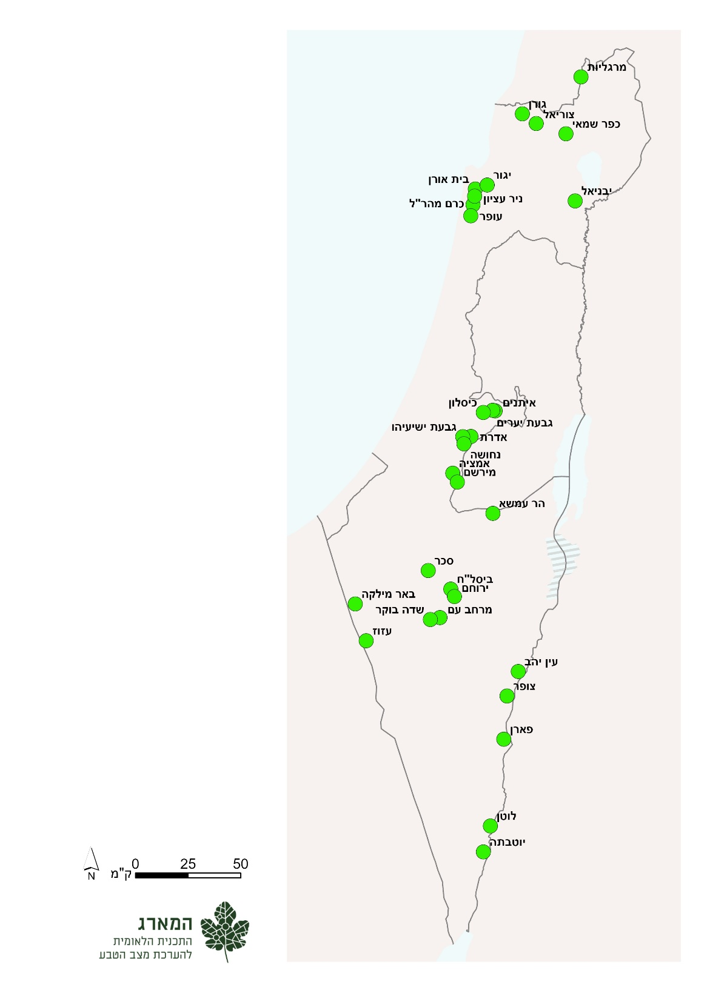 מרגליות
גורן
צוריאל
כפר שמאי
יגור
בית אורן
יבניאל
ניר עציון
כרם מהר"ל
עופר
איתנים
כיסלון
גבעת יערים
גבעת ישעיהו
אדרת
נחושה
אמציה
מירשם
הר עמשא
סכר
ביסל"ח
ירוחם
באר מילקה
שדה בוקר
מרחב עם
עזוז
עין יהב
צופר
פארן
לוטן
יוטבתה
0 25 50
ק"מ
N
המארג
התכנית הלאומית
להערכת מצב הטבע